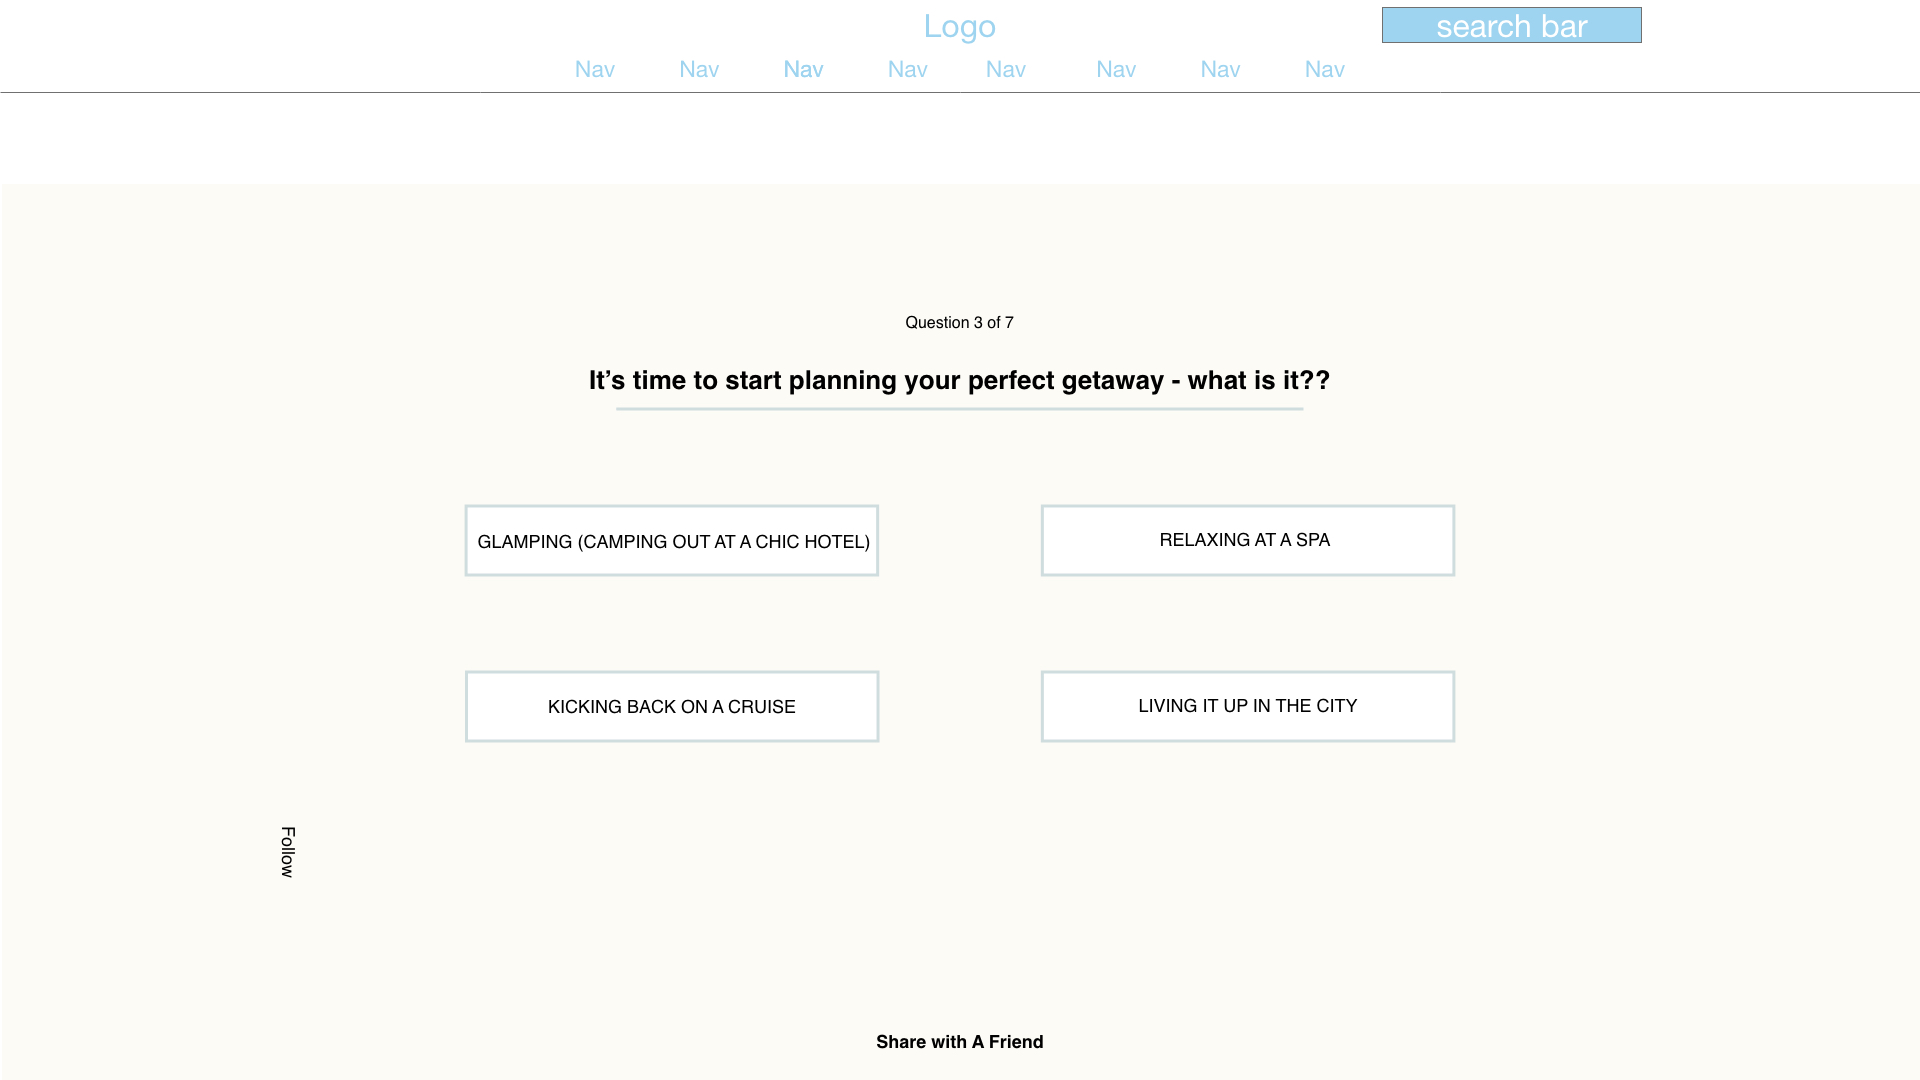 Logo
search bar
Nav Nav Nav Nav Nav Nav Nav Nav
Question 3 of 7
It’s time to start planning your perfect getaway - what is it??
GLAMPING (CAMPING OUT AT A CHIC HOTEL)
RELAXING AT A SPA
KICKING BACK ON A CRUISE
LIVING IT UP IN THE CITY
Follow
Share with A Friend